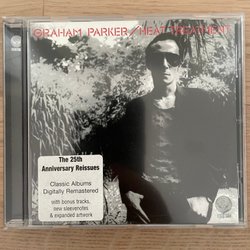 GRAHAM PARKER / HEAT TREATMENT
The 25th
Anniversary Reissues
Classic Albums
Digitally Remastered
with bonus tracks,
new sleevenotes
& expanded artwork